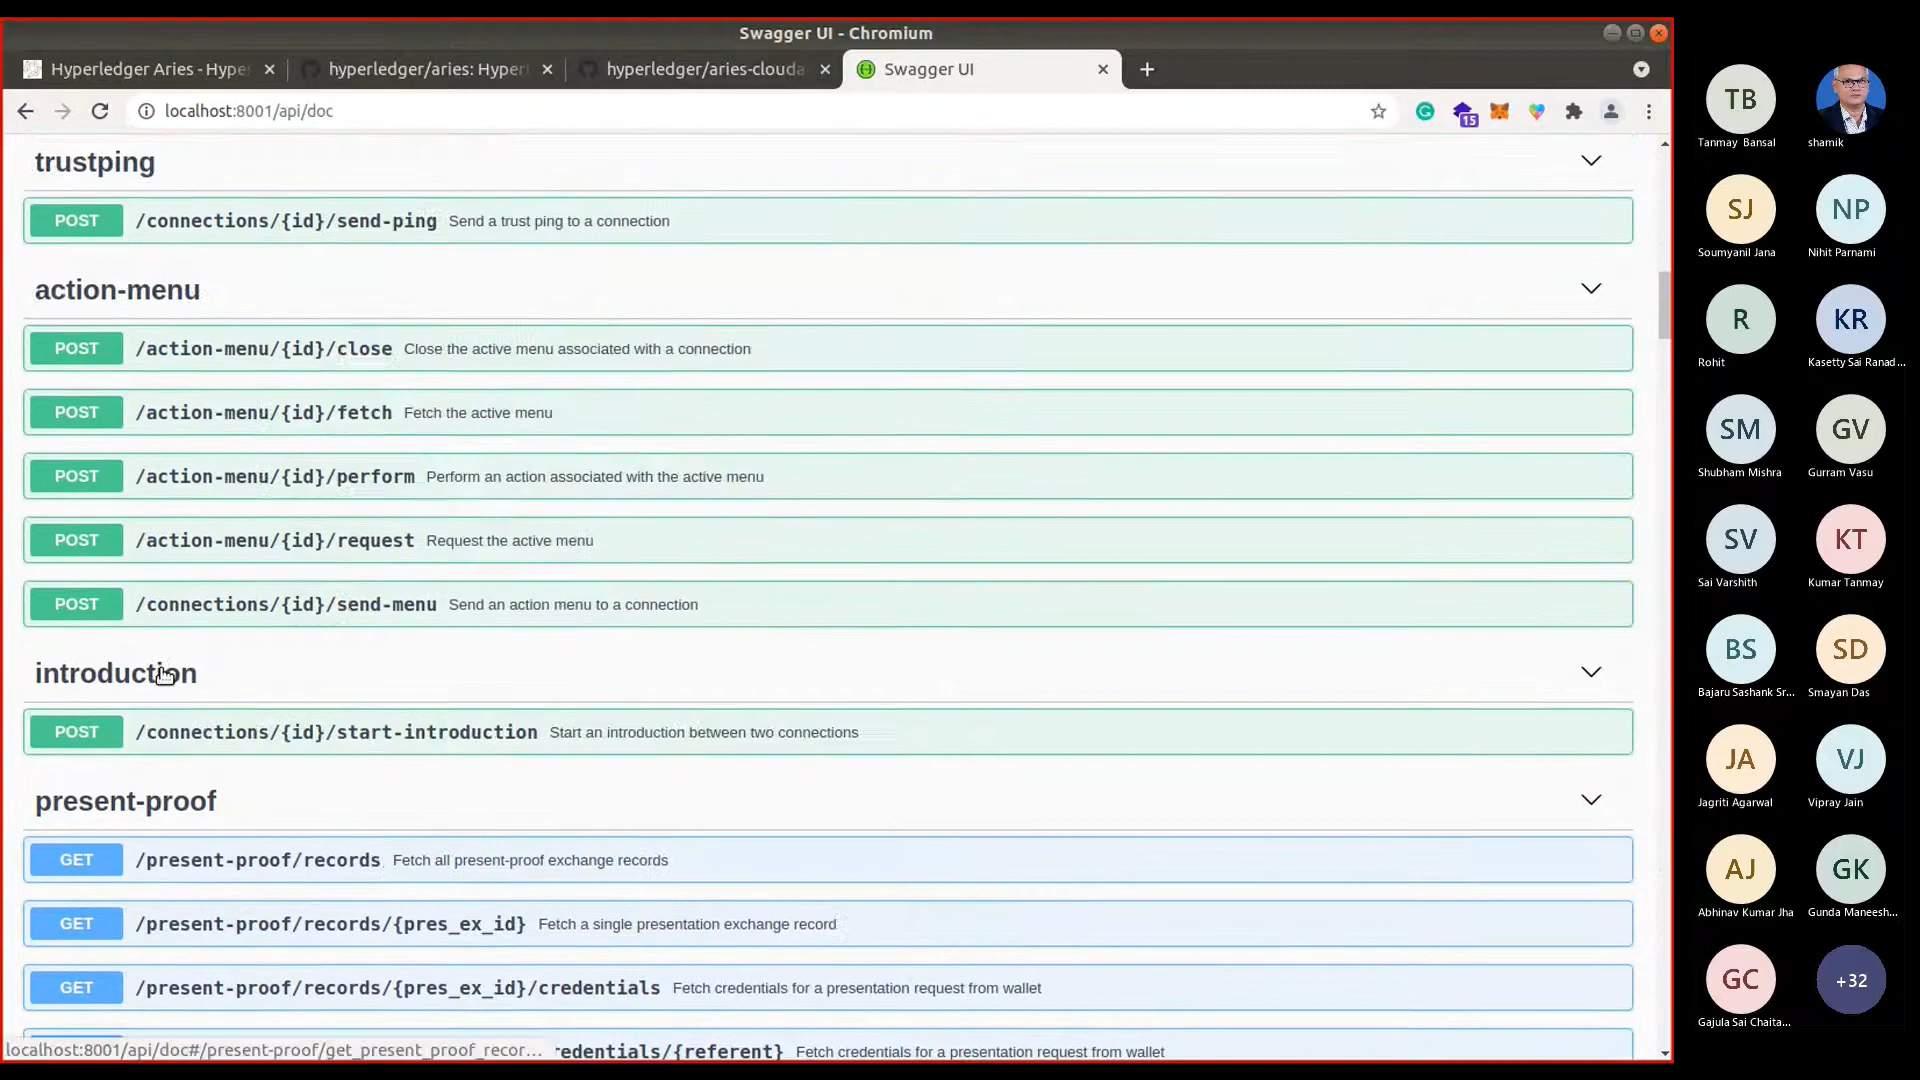 Swagger UI - Chromium
Hyperledger Aries - Hype
hyperledger/aries: Hyper
hyperledger/aries-clouda
Swagger UI
localhost:8001/api/doc
15
trustping
POST /connections/{id}/send-ping Send a trust ping to a connection
action-menu
POST /action-menu/{id}/close Close the active menu associated with a connection
POST /action-menu/{id}/fetch Fetch the active menu
POST /action-menu/{id}/perform Perform an action associated with the active menu
POST /action-menu/{id}/request Request the active menu
POST /connections/{id}/send-menu Send an action menu to a connection
introduction
POST /connections/{id}/start-introduction Start an introduction between two connections
present-proof
GET /present-proof/records Fetch all present-proof exchange records
GET /present-proof/records/{pres_ex_id} Fetch a single presentation exchange record
GET /present-proof/records/{pres_ex_id}/credentials Fetch credentials for a presentation request from wallet
redentials/{referent} Fetch credentials for a presentation request from wallet
localhost:8001/api/doc#/present-proof/get_present_proof_recor...
TB
Tanmay Bansal
shamik
SJ
Soumyanil Jana
NP
Nihit Parnami
R
Rohit
KR
Kasetty Sai Ranad...
SM
Shubham Mishra
GV
Gurram Vasu
SV
Sai Varshith
KT
Kumar Tanmay
BS
Bajaru Sashank Sr...
SD
Smayan Das
JA
Jagriti Agarwal
VJ
Vipray Jain
AJ
Abhinav Kumar Jha
GK
Gunda Maneesh...
GC
Gajula Sai Chaita...
+32